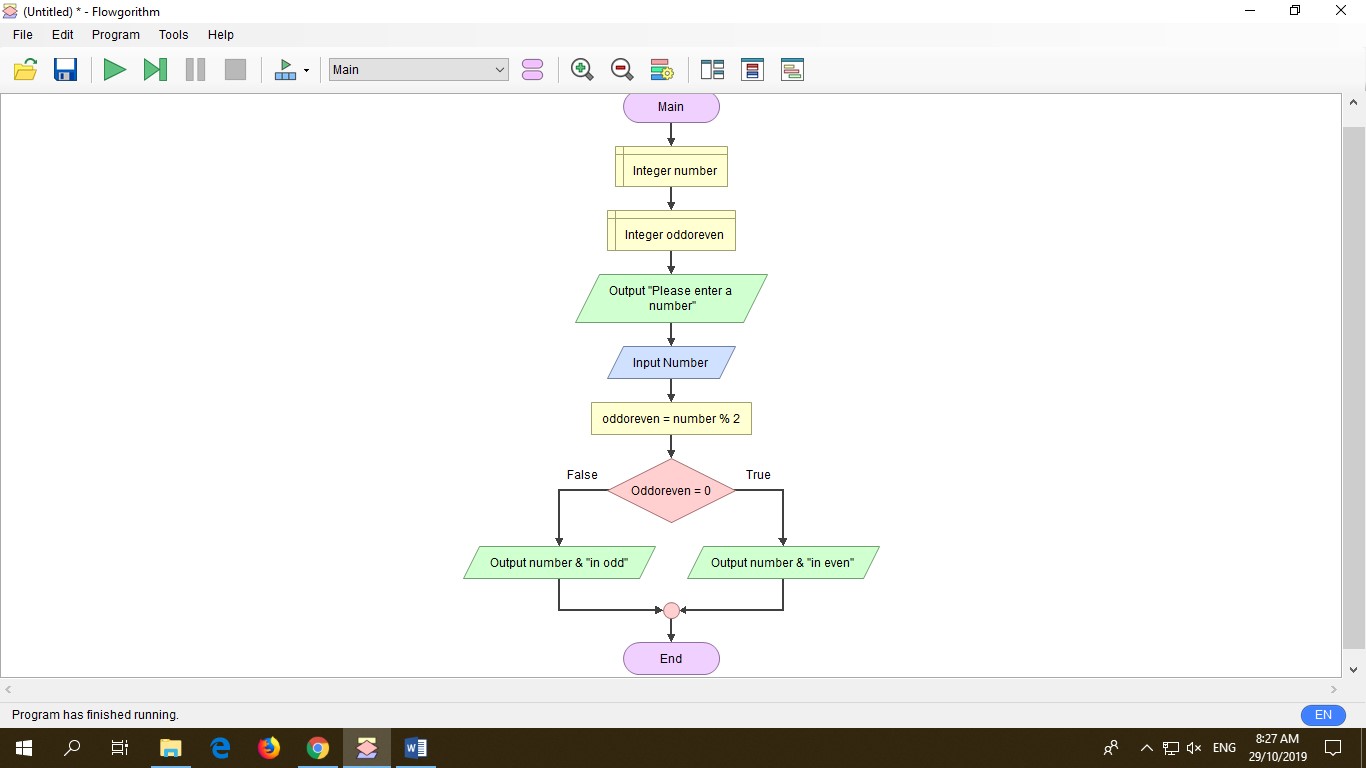 (Untitled) * - Flowgorithm
File Edit Program Tools Help
Main
Main
Integer number
Integer oddoreven
Output "Please enter a
number"
Input Number
oddoreven = number % 2
False
True
Oddoreven = 0
Output number & "in odd"
Output number & "in even"
End
Program has finished running.
EN
ENG
8:27 AM
29/10/2019